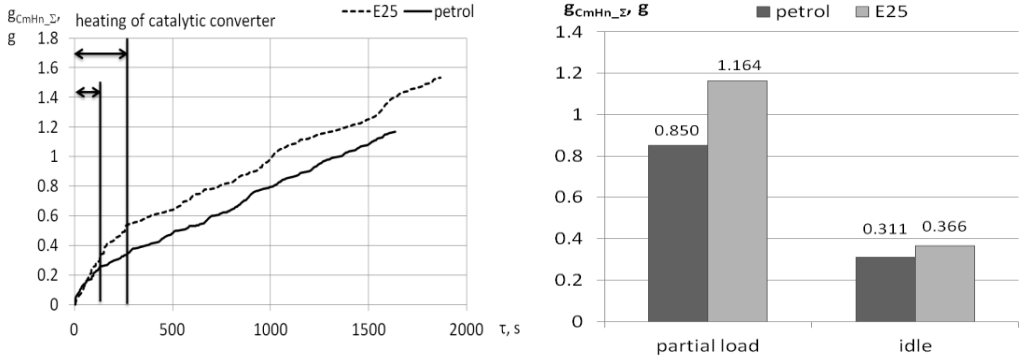 g_CmHn_Σ, g
heating of catalytic converter
E25
petrol
1.8
1.6
1.4
1.2
1
0.8
0.6
0.4
0.2
0
0 500 1000 1500 2000 τ, s
g_CmHn_Σ, g
petrol
E25
1.4
1.2
1
0.8
0.6
0.4
0.2
0
0.850
1.164
0.311
0.366
partial load
idle